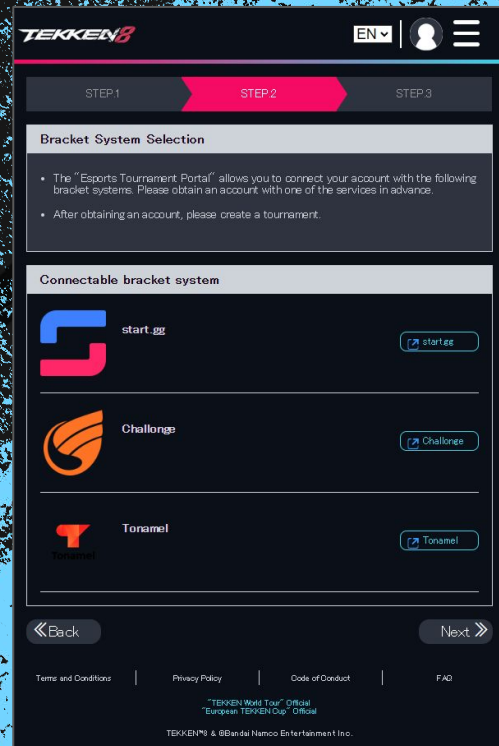 TEKKEN8
EN
STEP.1
STEP.2
STEP.3
Bracket System Selection
• The "Esports Tournament Portal" allows you to connect your account with the following
bracket systems. Please obtain an account with one of the services in advance.
• After obtaining an account, please create a tournament.
Connectable bracket system
start.gg
start.gg
Challonge
Challonge
Tonamel
Tonamel
Tonamel
Back
Next
Terms and Conditions
Privacy Policy
Code of Conduct
FAQ
"TEKKEN World Tour" Official
"European TEKKEN Cup" Official
TEKKEN™8 & ©Bandai Namco Entertainment Inc.